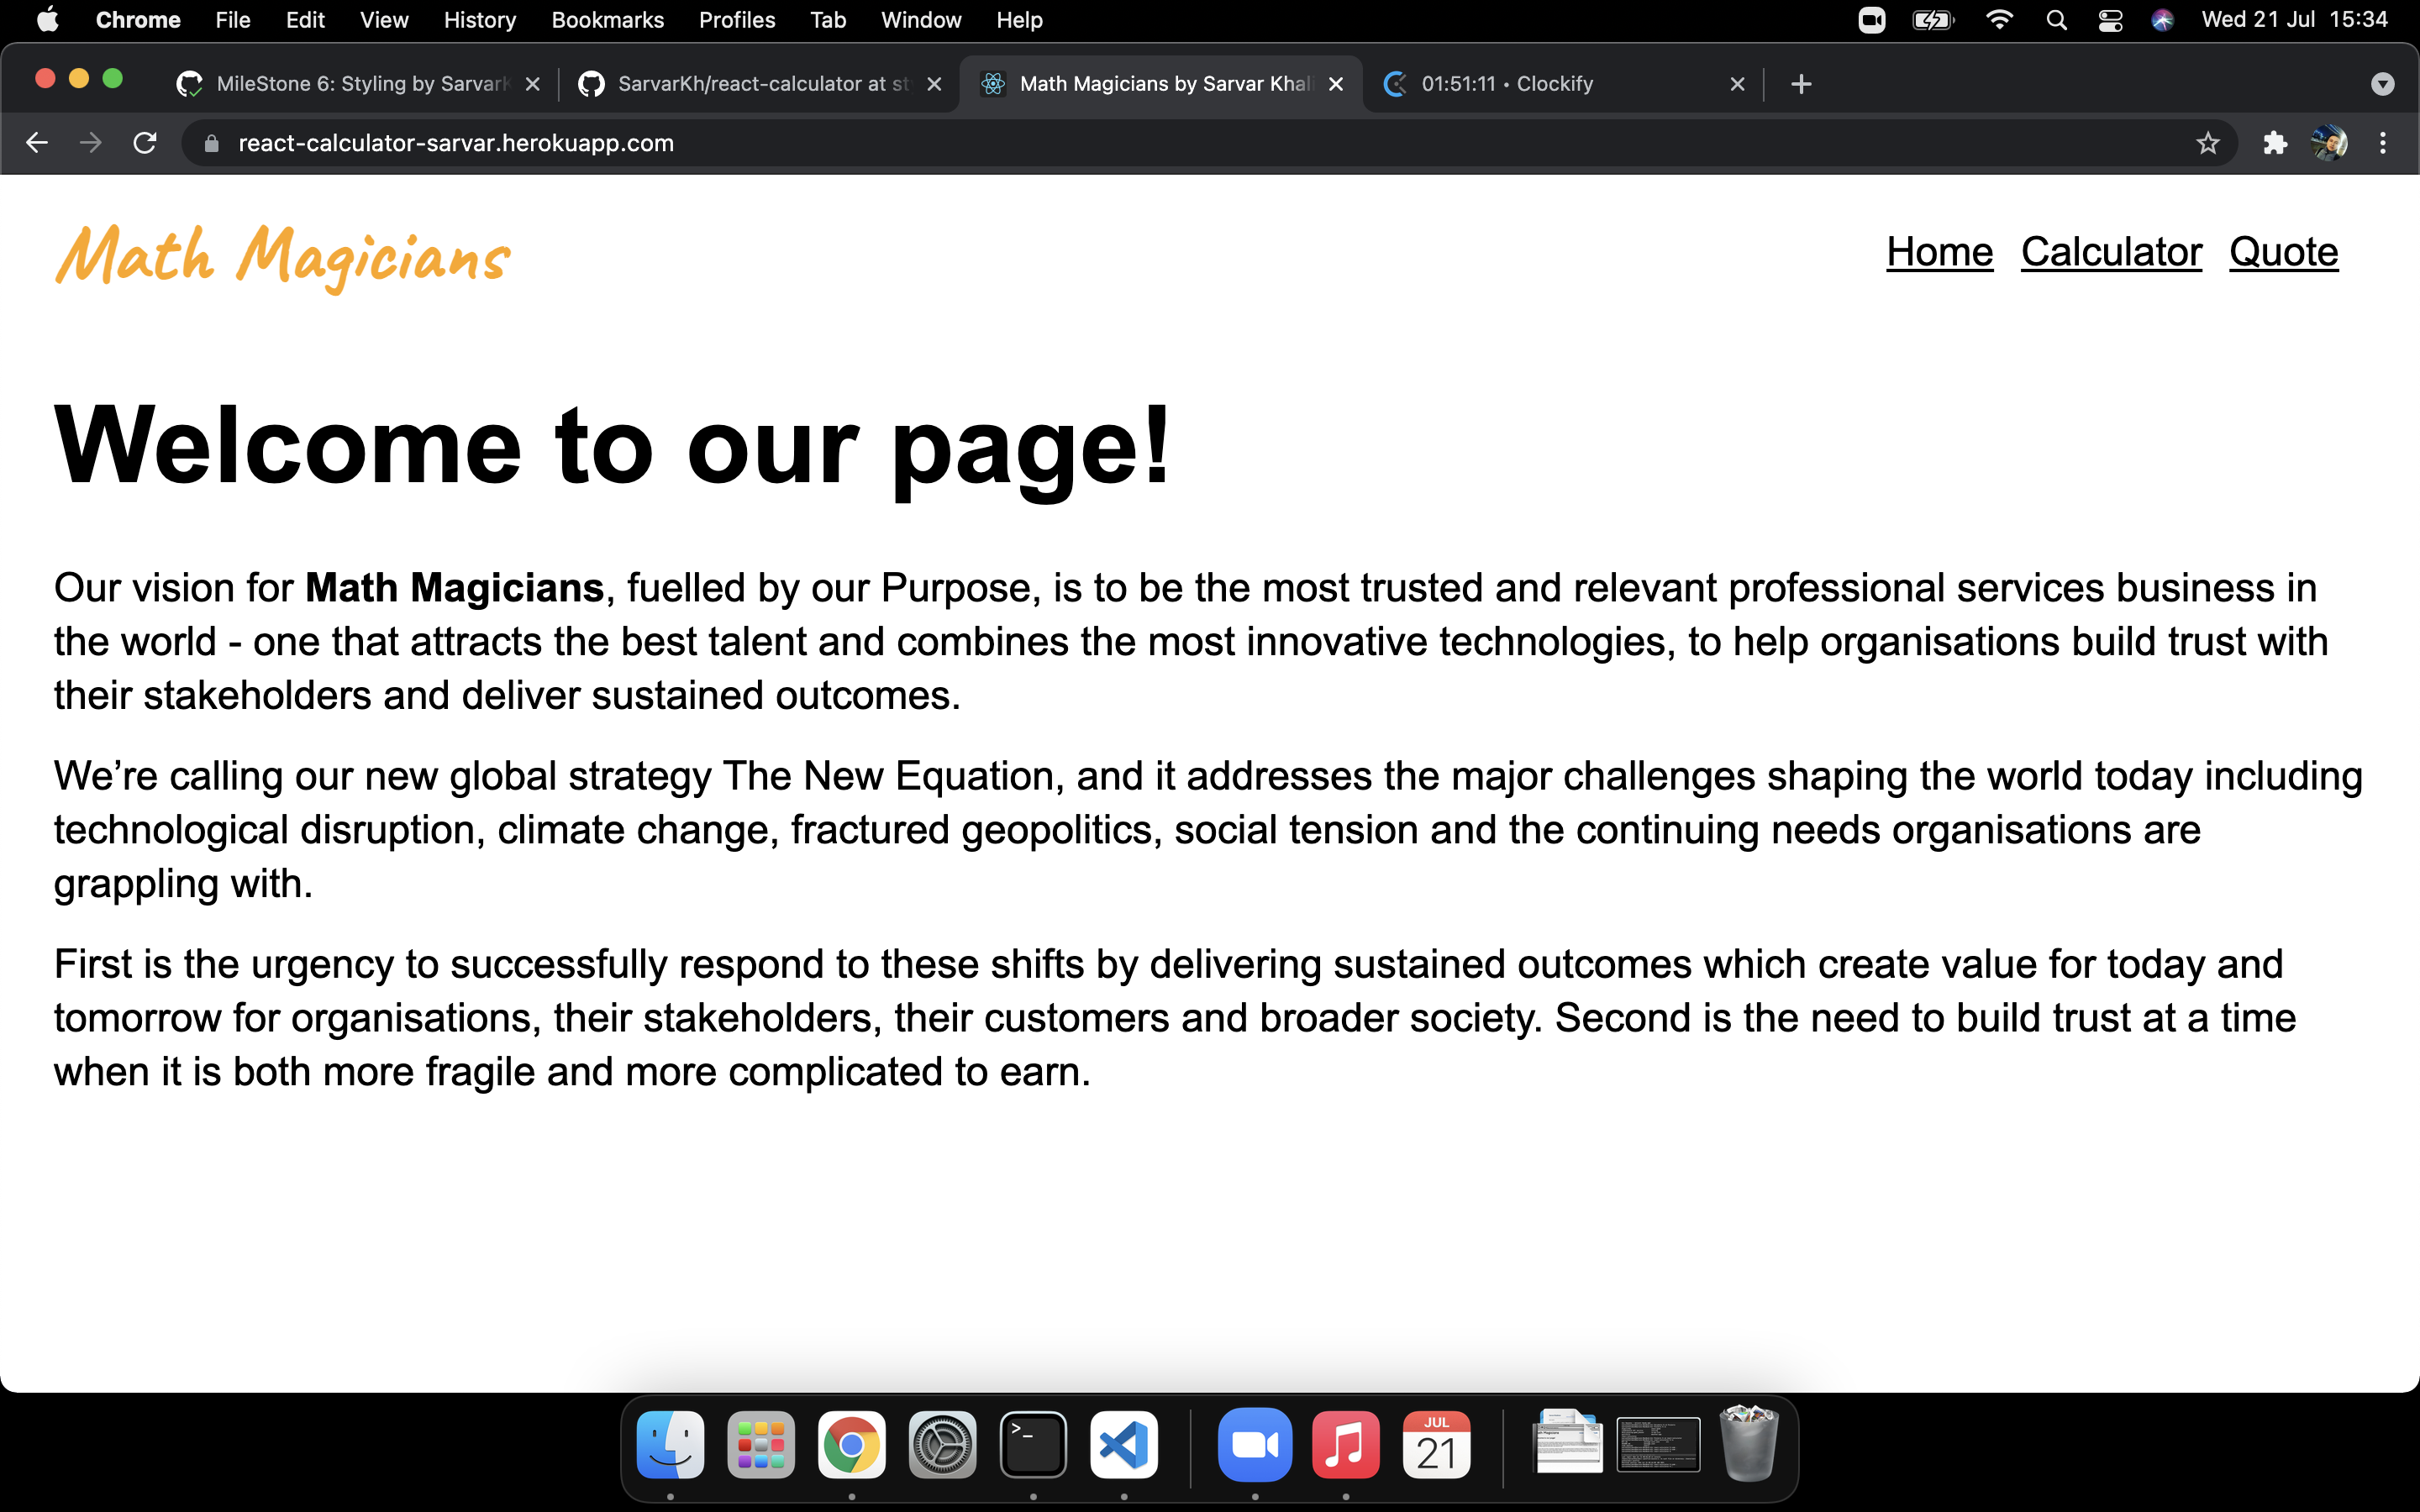 Chrome File Edit View History Bookmarks Profiles Tab Window Help Wed 21 Jul 15:34
MileStone 6: Styling by Sarvar SarvarKh/react-calculator at Math Magicians by Sarvar Khal 01:51:11 • Clockify
react-calculator-sarvar.herokuapp.com
Math Magicians Home Calculator Quote
Welcome to our page!
Our vision for Math Magicians, fuelled by our Purpose, is to be the most trusted and relevant professional services business in
the world - one that attracts the best talent and combines the most innovative technologies, to help organisations build trust with
their stakeholders and deliver sustained outcomes.
We’re calling our new global strategy The New Equation, and it addresses the major challenges shaping the world today including
technological disruption, climate change, fractured geopolitics, social tension and the continuing needs organisations are
grappling with.
First is the urgency to successfully respond to these shifts by delivering sustained outcomes which create value for today and
tomorrow for organisations, their stakeholders, their customers and broader society. Second is the need to build trust at a time
when it is both more fragile and more complicated to earn.
JUL
21